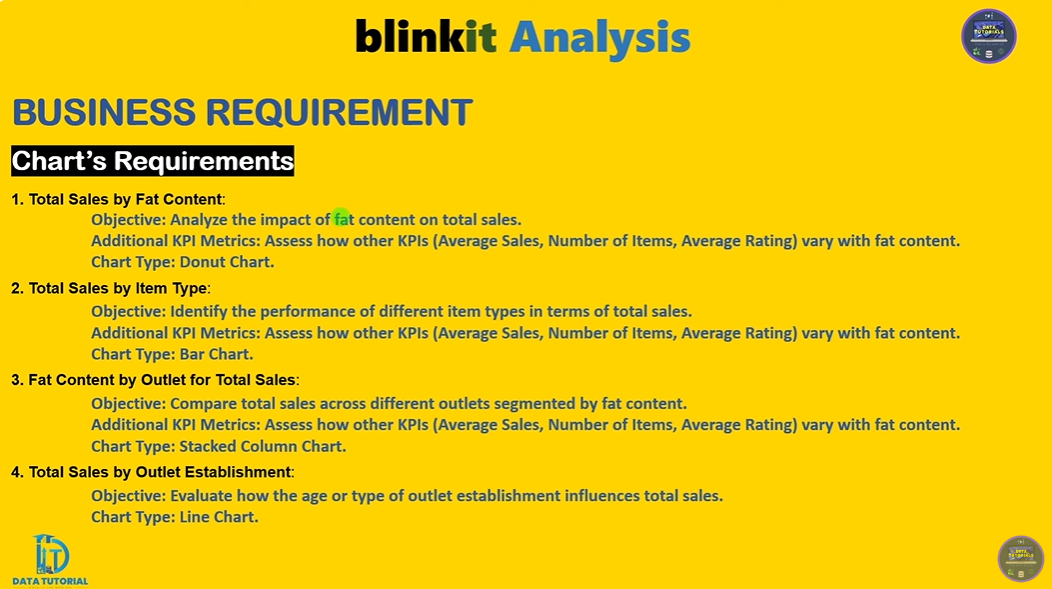 blinkit Analysis
DATA
TUTORIALS
BUSINESS REQUIREMENT
Chart's Requirements
1. Total Sales by Fat Content:
Objective: Analyze the impact of fat content on total sales.
Additional KPI Metrics: Assess how other KPIs (Average Sales, Number of Items, Average Rating) vary with fat content.
Chart Type: Donut Chart.
2. Total Sales by Item Type:
Objective: Identify the performance of different item types in terms of total sales.
Additional KPI Metrics: Assess how other KPIs (Average Sales, Number of Items, Average Rating) vary with fat content.
Chart Type: Bar Chart.
3. Fat Content by Outlet for Total Sales:
Objective: Compare total sales across different outlets segmented by fat content.
Additional KPI Metrics: Assess how other KPIs (Average Sales, Number of Items, Average Rating) vary with fat content.
Chart Type: Stacked Column Chart.
4. Total Sales by Outlet Establishment:
Objective: Evaluate how the age or type of outlet establishment influences total sales.
Chart Type: Line Chart.
DATA TUTORIAL
DATA
TUTORIALS